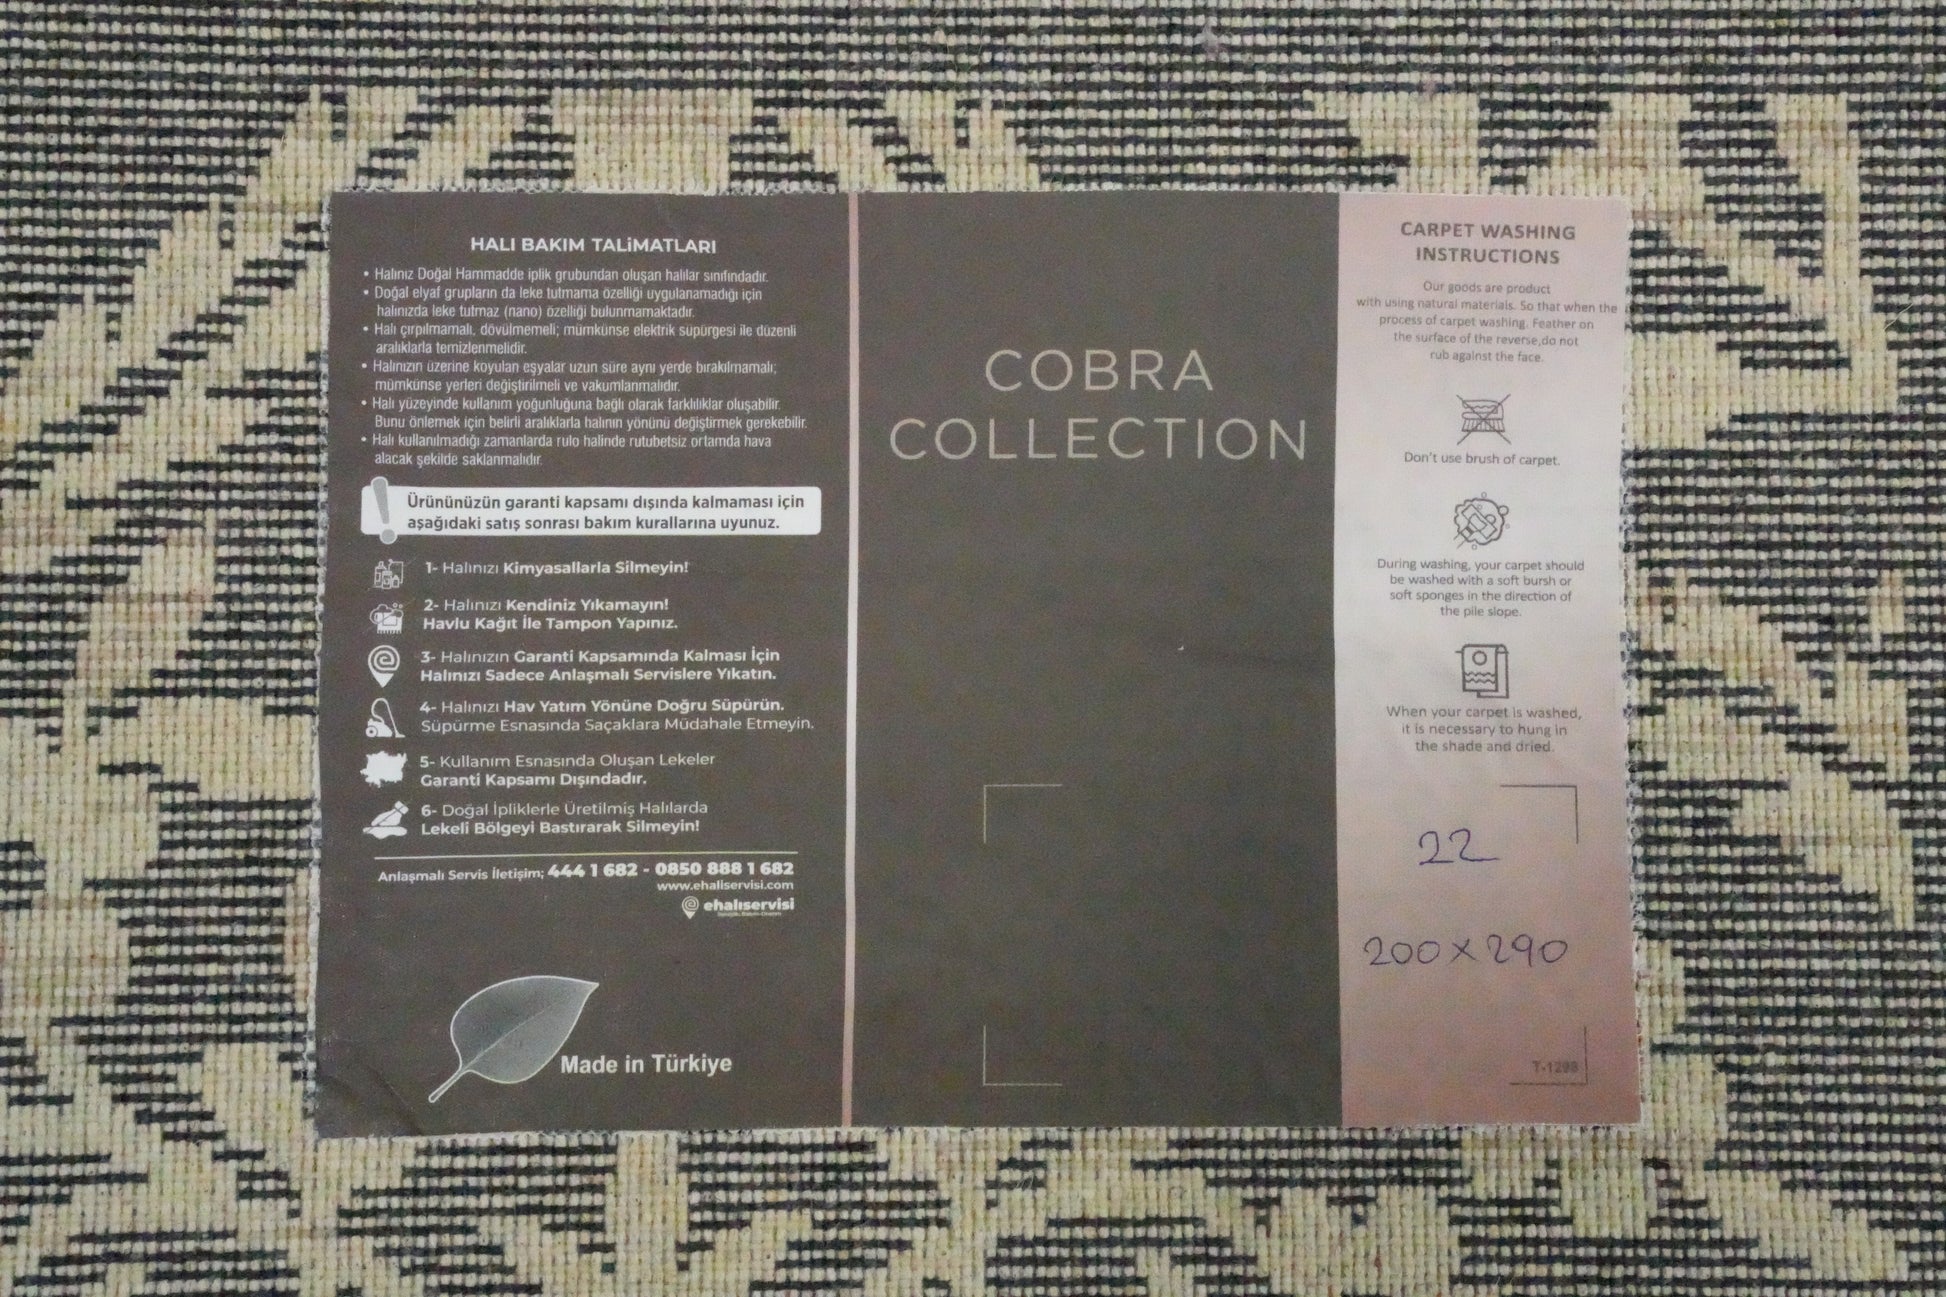 HALI BAKIM TALiMATLARI
• Halınız Doğal Hammadde iplik grubundan oluşan halılar sınıfındadır.
• Doğal elyaf grupların da leke tutmama özelliği uygulanamadığı için
halınızda leke tutmaz (nano) özelliği bulunmamaktadır.
• Halı çırpılmamalı, dövülmemeli; mümkünse elektrik süpürgesi ile düzenli
aralıklarla temizlenmelidir.
• Halınızın üzerine koyulan eşyalar uzun süre aynı yerde bırakılmamalı;
mümkünse yerleri değiştirilmeli ve vakumlanmalıdır.
• Halı yüzeyinde kullanım yoğunluğuna bağlı olarak farklılıklar oluşabilir.
Bunu önlemek için belirli aralıklarla halının yönünü değiştirmek gerekebilir.
• Halı kullanılmadığı zamanlarda rulo halinde rutubetsiz ortamda hava
alacak şekilde saklanmalıdır.
Ürününüzün garanti kapsamı dışında kalmaması için
aşağıdaki satış sonrası bakım kurallarına uyunuz.
1- Halınızı Kimyasallarla Silmeyin!
2- Halınızı Kendiniz Yıkamayın!
Havlu Kağıt İle Tampon Yapınız.
3- Halınızın Garanti Kapsamında Kalması İçin
Halınızı Sadece Anlaşmalı Servislere Yıkatın.
4- Halınızı Hav Yatım Yönüne Doğru Süpürün.
Süpürme Esnasında Saçaklara Müdahale Etmeyin.
5- Kullanım Esnasında Oluşan Lekeler
Garanti Kapsamı Dışındadır.
6- Doğal İpliklerle Üretilmiş Halılarda
Lekeli Bölgeyi Bastırarak Silmeyin!
Anlaşmalı Servis İletişim; 444 1 682 - 0850 888 1 682
www.ehaliservisi.com
ehalıservisi
Made in Türkiye
COBRA
COLLECTION
CARPET WASHING
INSTRUCTIONS
Our goods are product
with using natural materials. So that when the
process of carpet washing. Feather on
the surface of the reverse,do not
rub against the face.
Don't use brush of carpet.
During washing, your carpet should
be washed with a soft bursh or
soft sponges in the direction of
the pile slope.
When your carpet is washed,
it is necessary to hung in
the shade and dried.
22
200 x 290